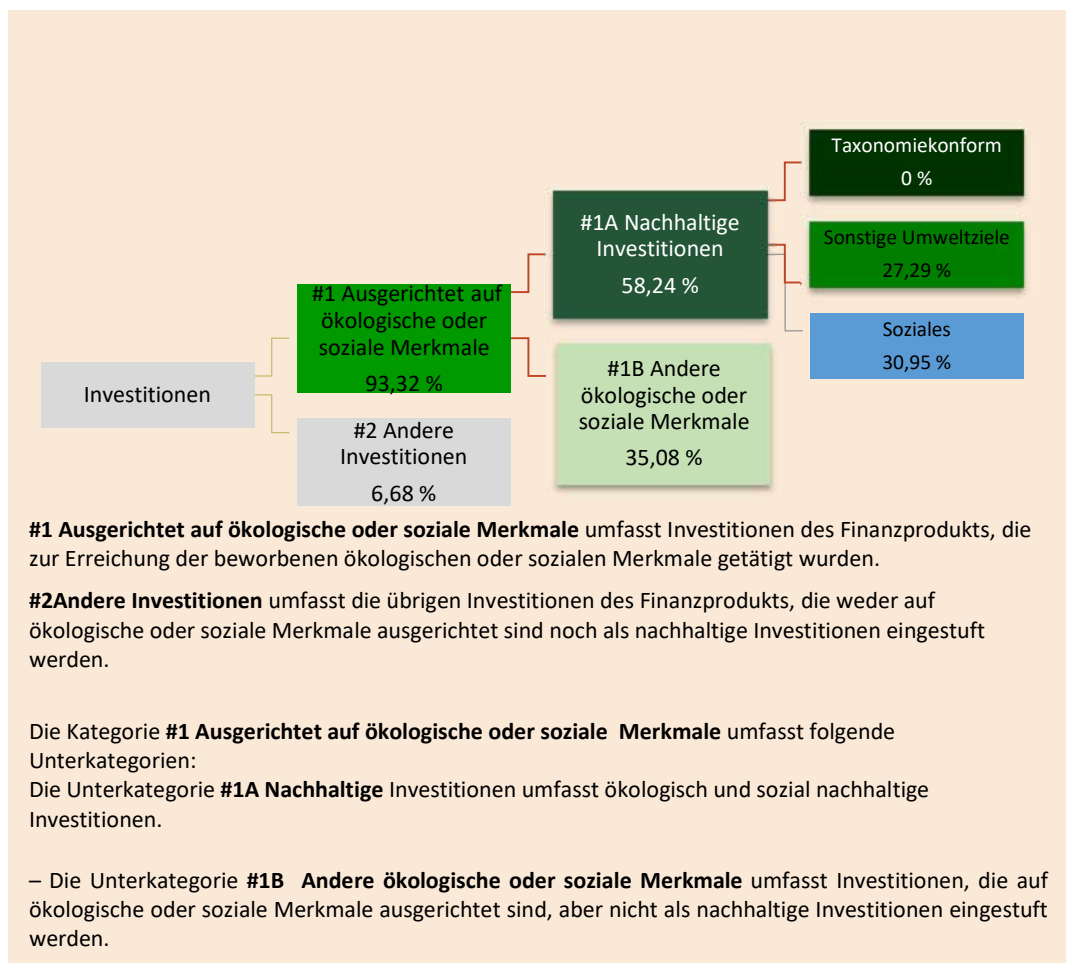 Investitionen
#1 Ausgerichtet auf
ökologische oder
soziale Merkmale
93,32 %
#2 Andere
Investitionen
6,68 %
#1A Nachhaltige
Investitionen
58,24 %
#1B Andere
ökologische oder
soziale Merkmale
35,08 %
Taxonomiekonform
0 %
Sonstige Umweltziele
27,29 %
Soziales
30,95 %
#1 Ausgerichtet auf ökologische oder soziale Merkmale umfasst Investitionen des Finanzprodukts, die
zur Erreichung der beworbenen ökologischen oder sozialen Merkmale getätigt wurden.
#2Andere Investitionen umfasst die übrigen Investitionen des Finanzprodukts, die weder auf
ökologische oder soziale Merkmale ausgerichtet sind noch als nachhaltige Investitionen eingestuft
werden.
Die Kategorie #1 Ausgerichtet auf ökologische oder soziale Merkmale umfasst folgende
Unterkategorien:
Die Unterkategorie #1A Nachhaltige Investitionen umfasst ökologisch und sozial nachhaltige
Investitionen.
– Die Unterkategorie #1B Andere ökologische oder soziale Merkmale umfasst Investitionen, die auf
ökologische oder soziale Merkmale ausgerichtet sind, aber nicht als nachhaltige Investitionen eingestuft
werden.